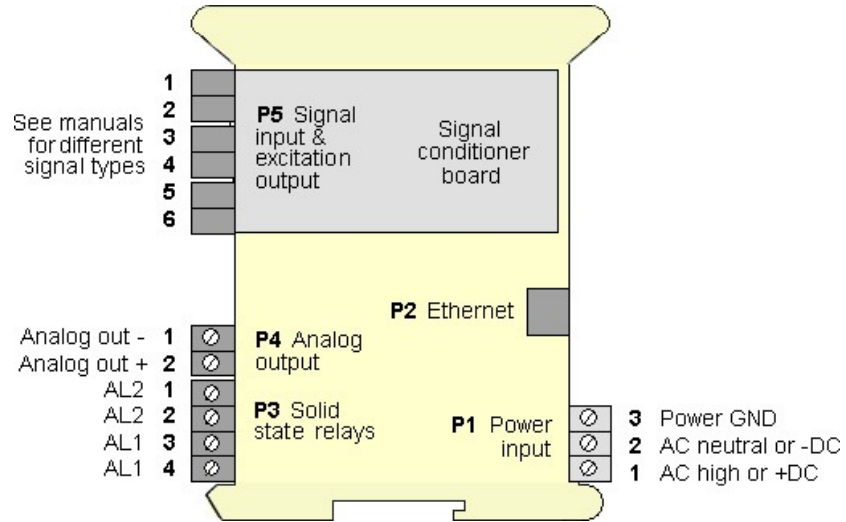 1
2
3
4
5
6
See manuals
for different
signal types
P5 Signal
input &
excitation
output
Signal
conditioner
board
P2 Ethernet
Analog out - 1
Analog out + 2
P4 Analog
output
AL2 1
AL2 2
AL1 3
AL1 4
P3 Solid
state relays
P1 Power
input
3 Power GND
2 AC neutral or -DC
1 AC high or +DC